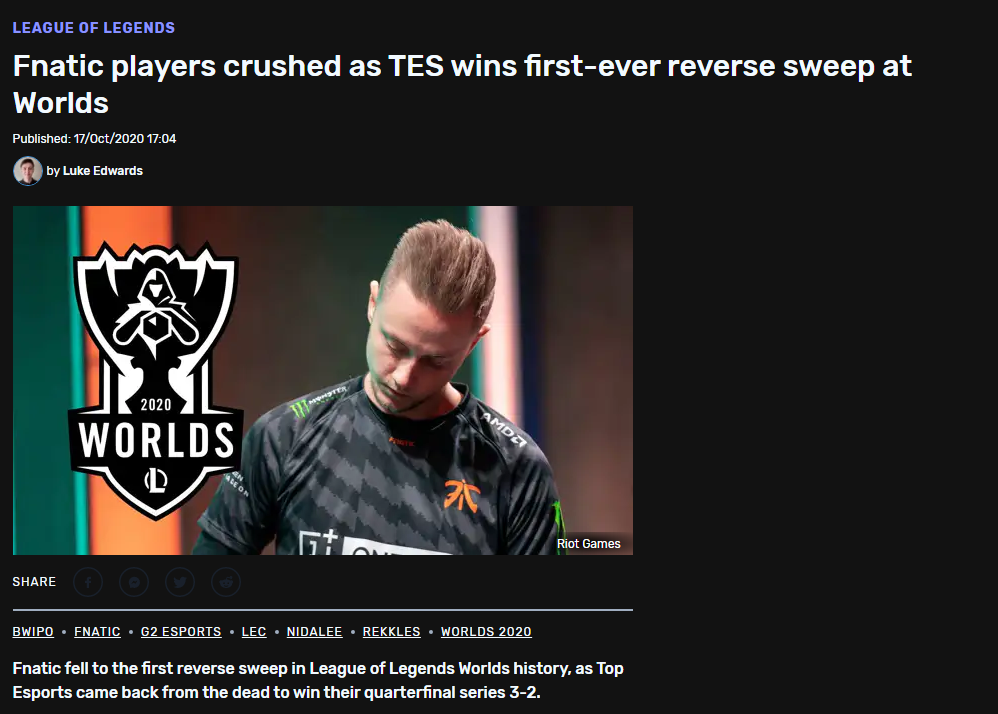 LEAGUE OF LEGENDS
Fnatic players crushed as TES wins first-ever reverse sweep at
Worlds
Published: 17/Oct/2020 17:04
by Luke Edwards
2020
WORLDS
MONSTER
AMD
FNATIC
Riot Games
SHARE
BWIPO • FNATIC • G2 ESPORTS • LEC • NIDALEE • REKKLES • WORLDS 2020
Fnatic fell to the first reverse sweep in League of Legends Worlds history, as Top
Esports came back from the dead to win their quarterfinal series 3-2.